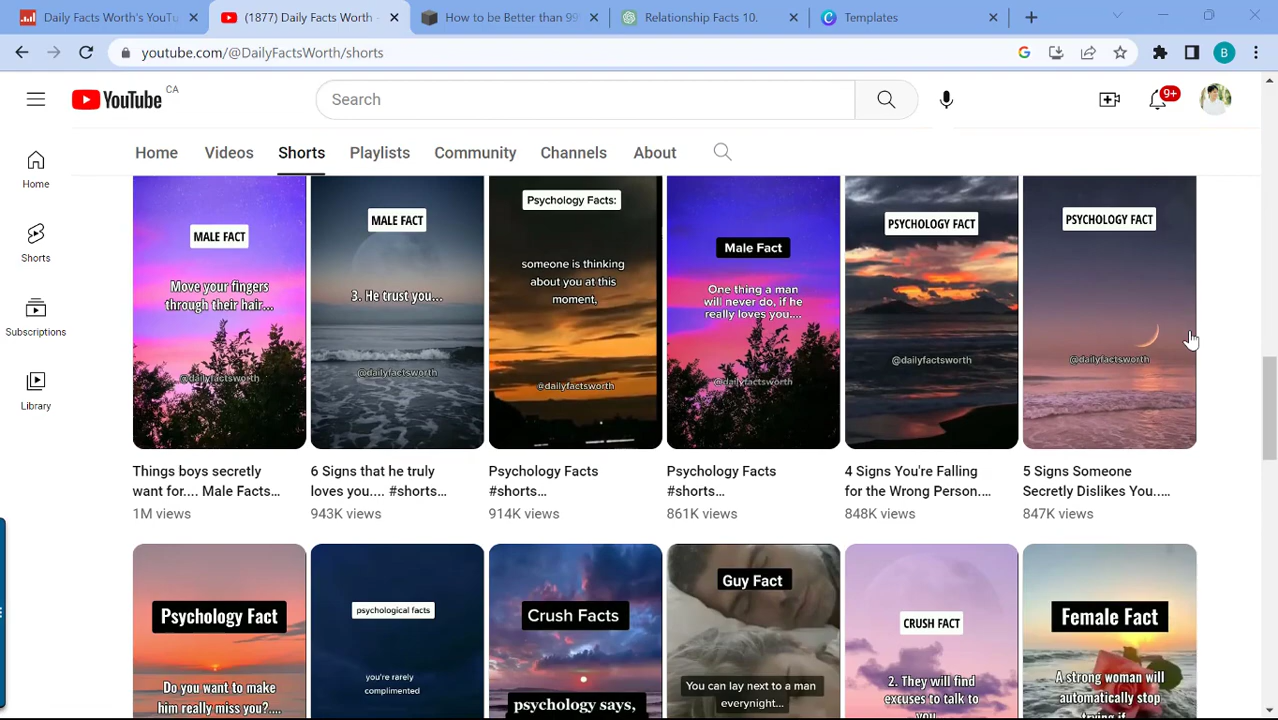 Daily Facts Worth's YouTu
(1877) Daily Facts Worth -
How to be Better than 99
Relationship Facts 10.
Templates
youtube.com/@DailyFactsWorth/shorts
B
YouTube CA
Search
9+
Home Videos Shorts Playlists Community Channels About
Home
Shorts
Subscriptions
Library
MALE FACT
Move your fingers
through their hair...
@dailyfactsworth
MALE FACT
3. He trust you...
@dailyfactsworth
Psychology Facts:
someone is thinking
about you at this
moment.
@dailyfactsworth
Male Fact
One thing a man
will never do, if he
really loves you....
@dailyfactsworth
PSYCHOLOGY FACT
@dailyfactsworth
PSYCHOLOGY FACT
@dailyfactsworth
Things boys secretly
want for.... Male Facts...
1M views
6 Signs that he truly
loves you.... #shorts...
943K views
Psychology Facts
#shorts...
914K views
Psychology Facts
#shorts...
861K views
4 Signs You're Falling
for the Wrong Person....
848K views
5 Signs Someone
Secretly Dislikes You.....
847K views
Psychology Fact
Do you want to make
him really miss you?....
psychological facts
you're rarely
complimented
Crush Facts
psychology says,
Guy Fact
You can lay next to a man
everynight...
CRUSH FACT
2. They will find
excuses to talk to
you
Female Fact
A strong woman will
automatically stop
trying if